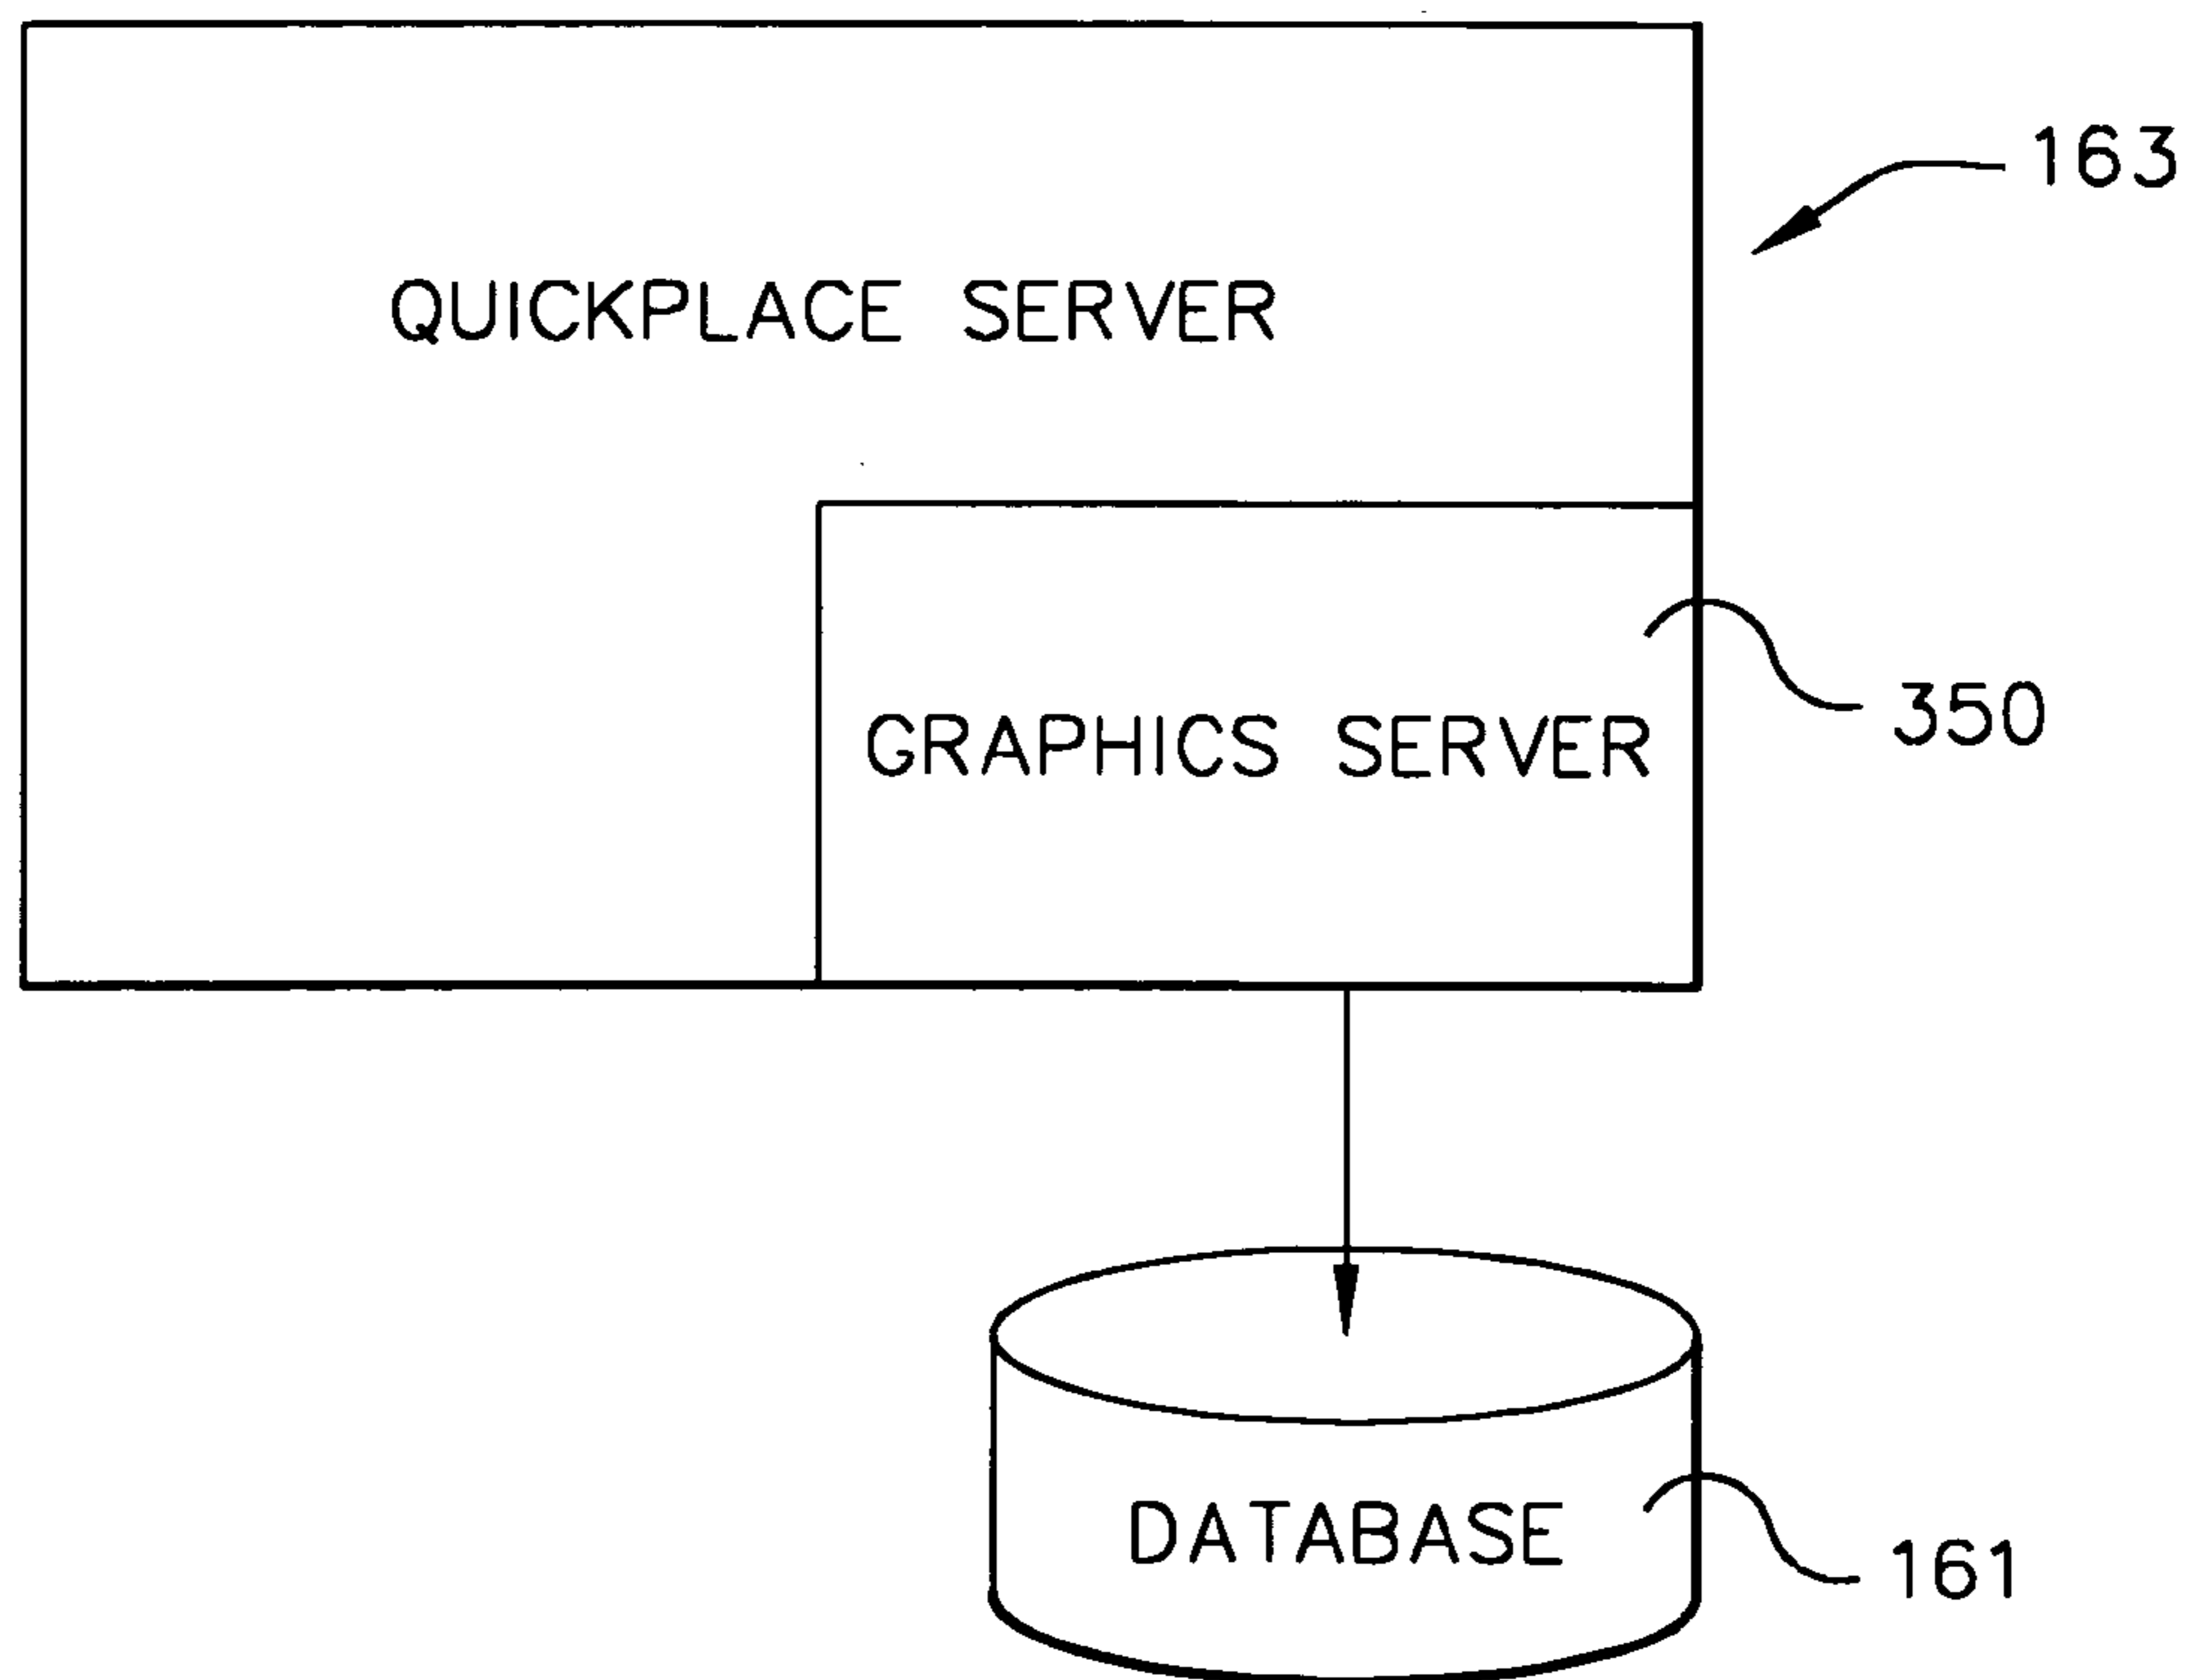 163
QUICKPLACE SERVER
350
GRAPHICS SERVER
DATABASE
161